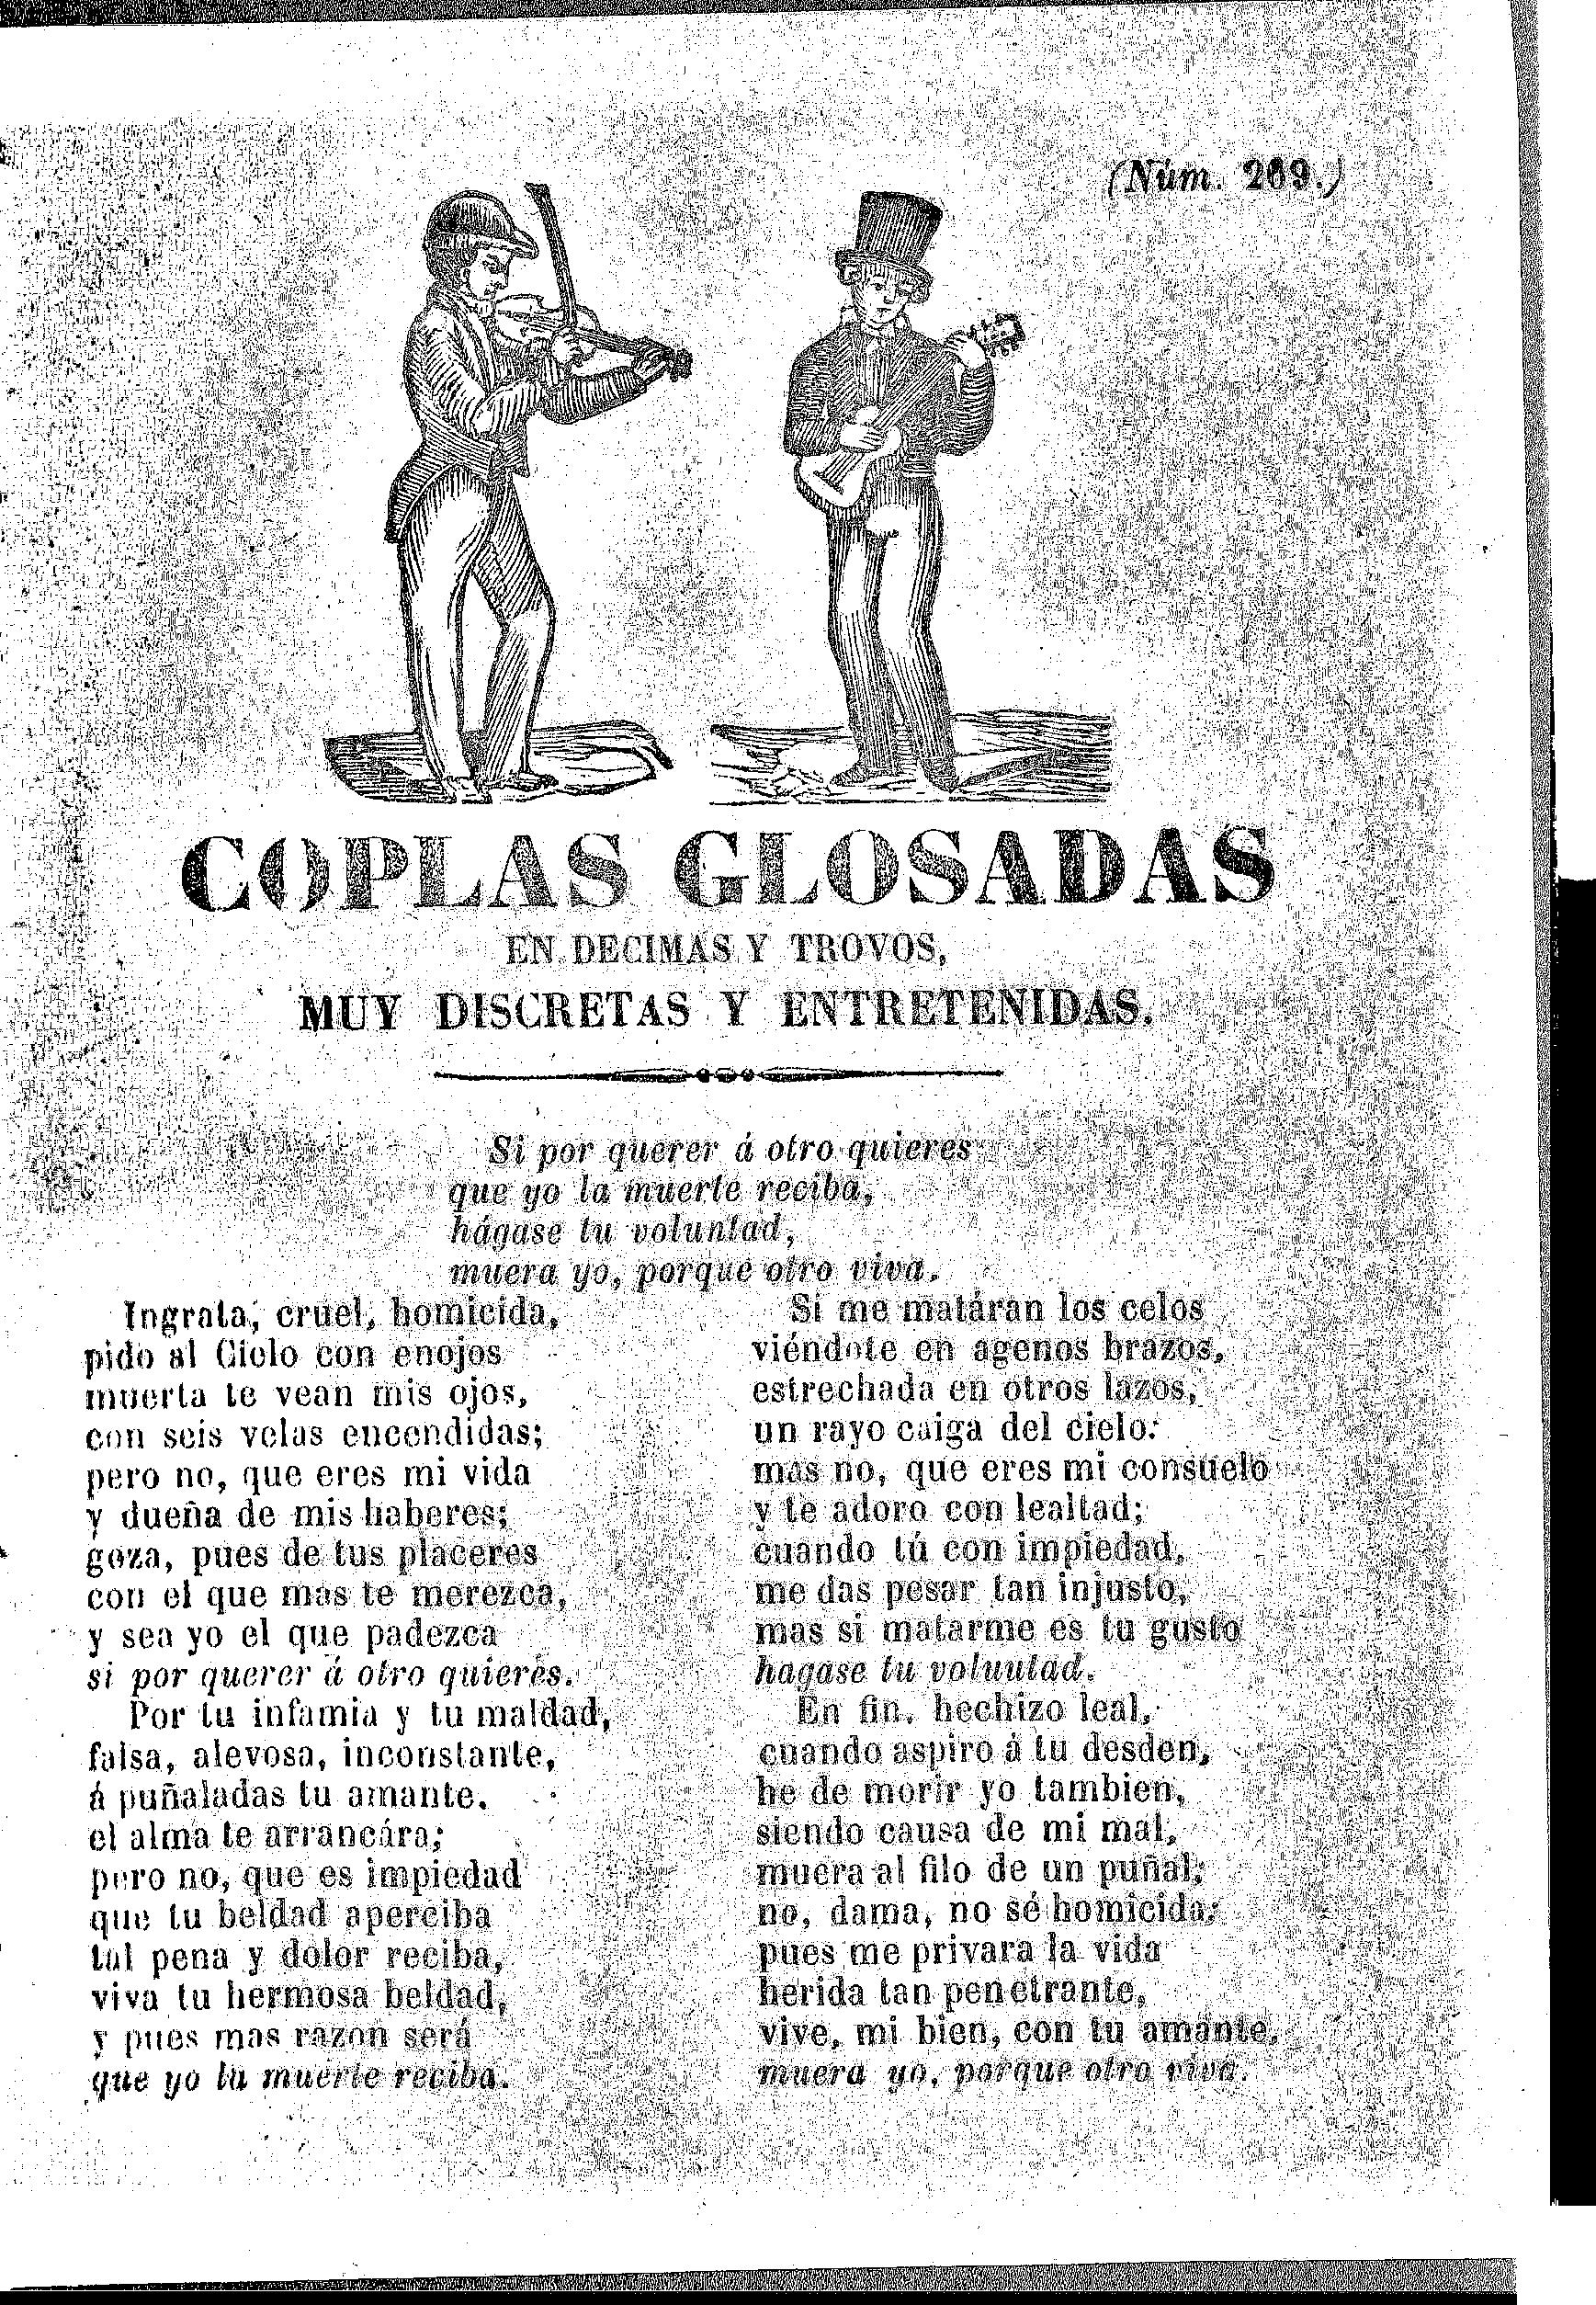 (Núm. 269.)
COPLAS GLOSADAS
EN DECIMAS Y TROVOS,
MUY DISCRETAS Y ENTRETENIDAS.
Si por querer á otro quieres
que yo la muerte reciba,
hágase tu voluntad,
muera yo, porque otro viva.
Ingrata, cruel, homicida,
pido al Cielo con enojos
muerta te vean mis ojos,
con seis velas encendidas;
pero no, que eres mi vida
y dueña de mis haberes;
goza, pues de tus placeres
con el que mas te merezca,
y sea yo el que padezca
si por querer á otro quieres.
Por tu infamia y tu maldad,
falsa, alevosa, inconstante,
á puñaladas tu amante.
el alma te arrancára;
pero no, que es impiedad
que tu beldad aperciba
tal pena y dolor reciba,
viva tu hermosa beldad,
y pues mas razon será
que yo la muerte reciba.
Si me matáran los celos
viéndote en agenos brazos,
estrechada en otros lazos,
un rayo caiga del cielo:
mas no, que eres mi consuelo
y te adoro con lealtad;
cuando tú con impiedad,
me das pesar tan injusto,
mas si matarme es tu gusto
hagase tu voluntad.
En fin, hechizo leal,
cuando aspiro á tu desden,
he de morir yo tambien,
siendo causa de mi mal,
muera al filo de un puñal;
no, dama, no sé homicida;
pues me privara la vida
herida tan penetrante,
vive, mi bien, con tu amante,
muera yo, porque otro viva.